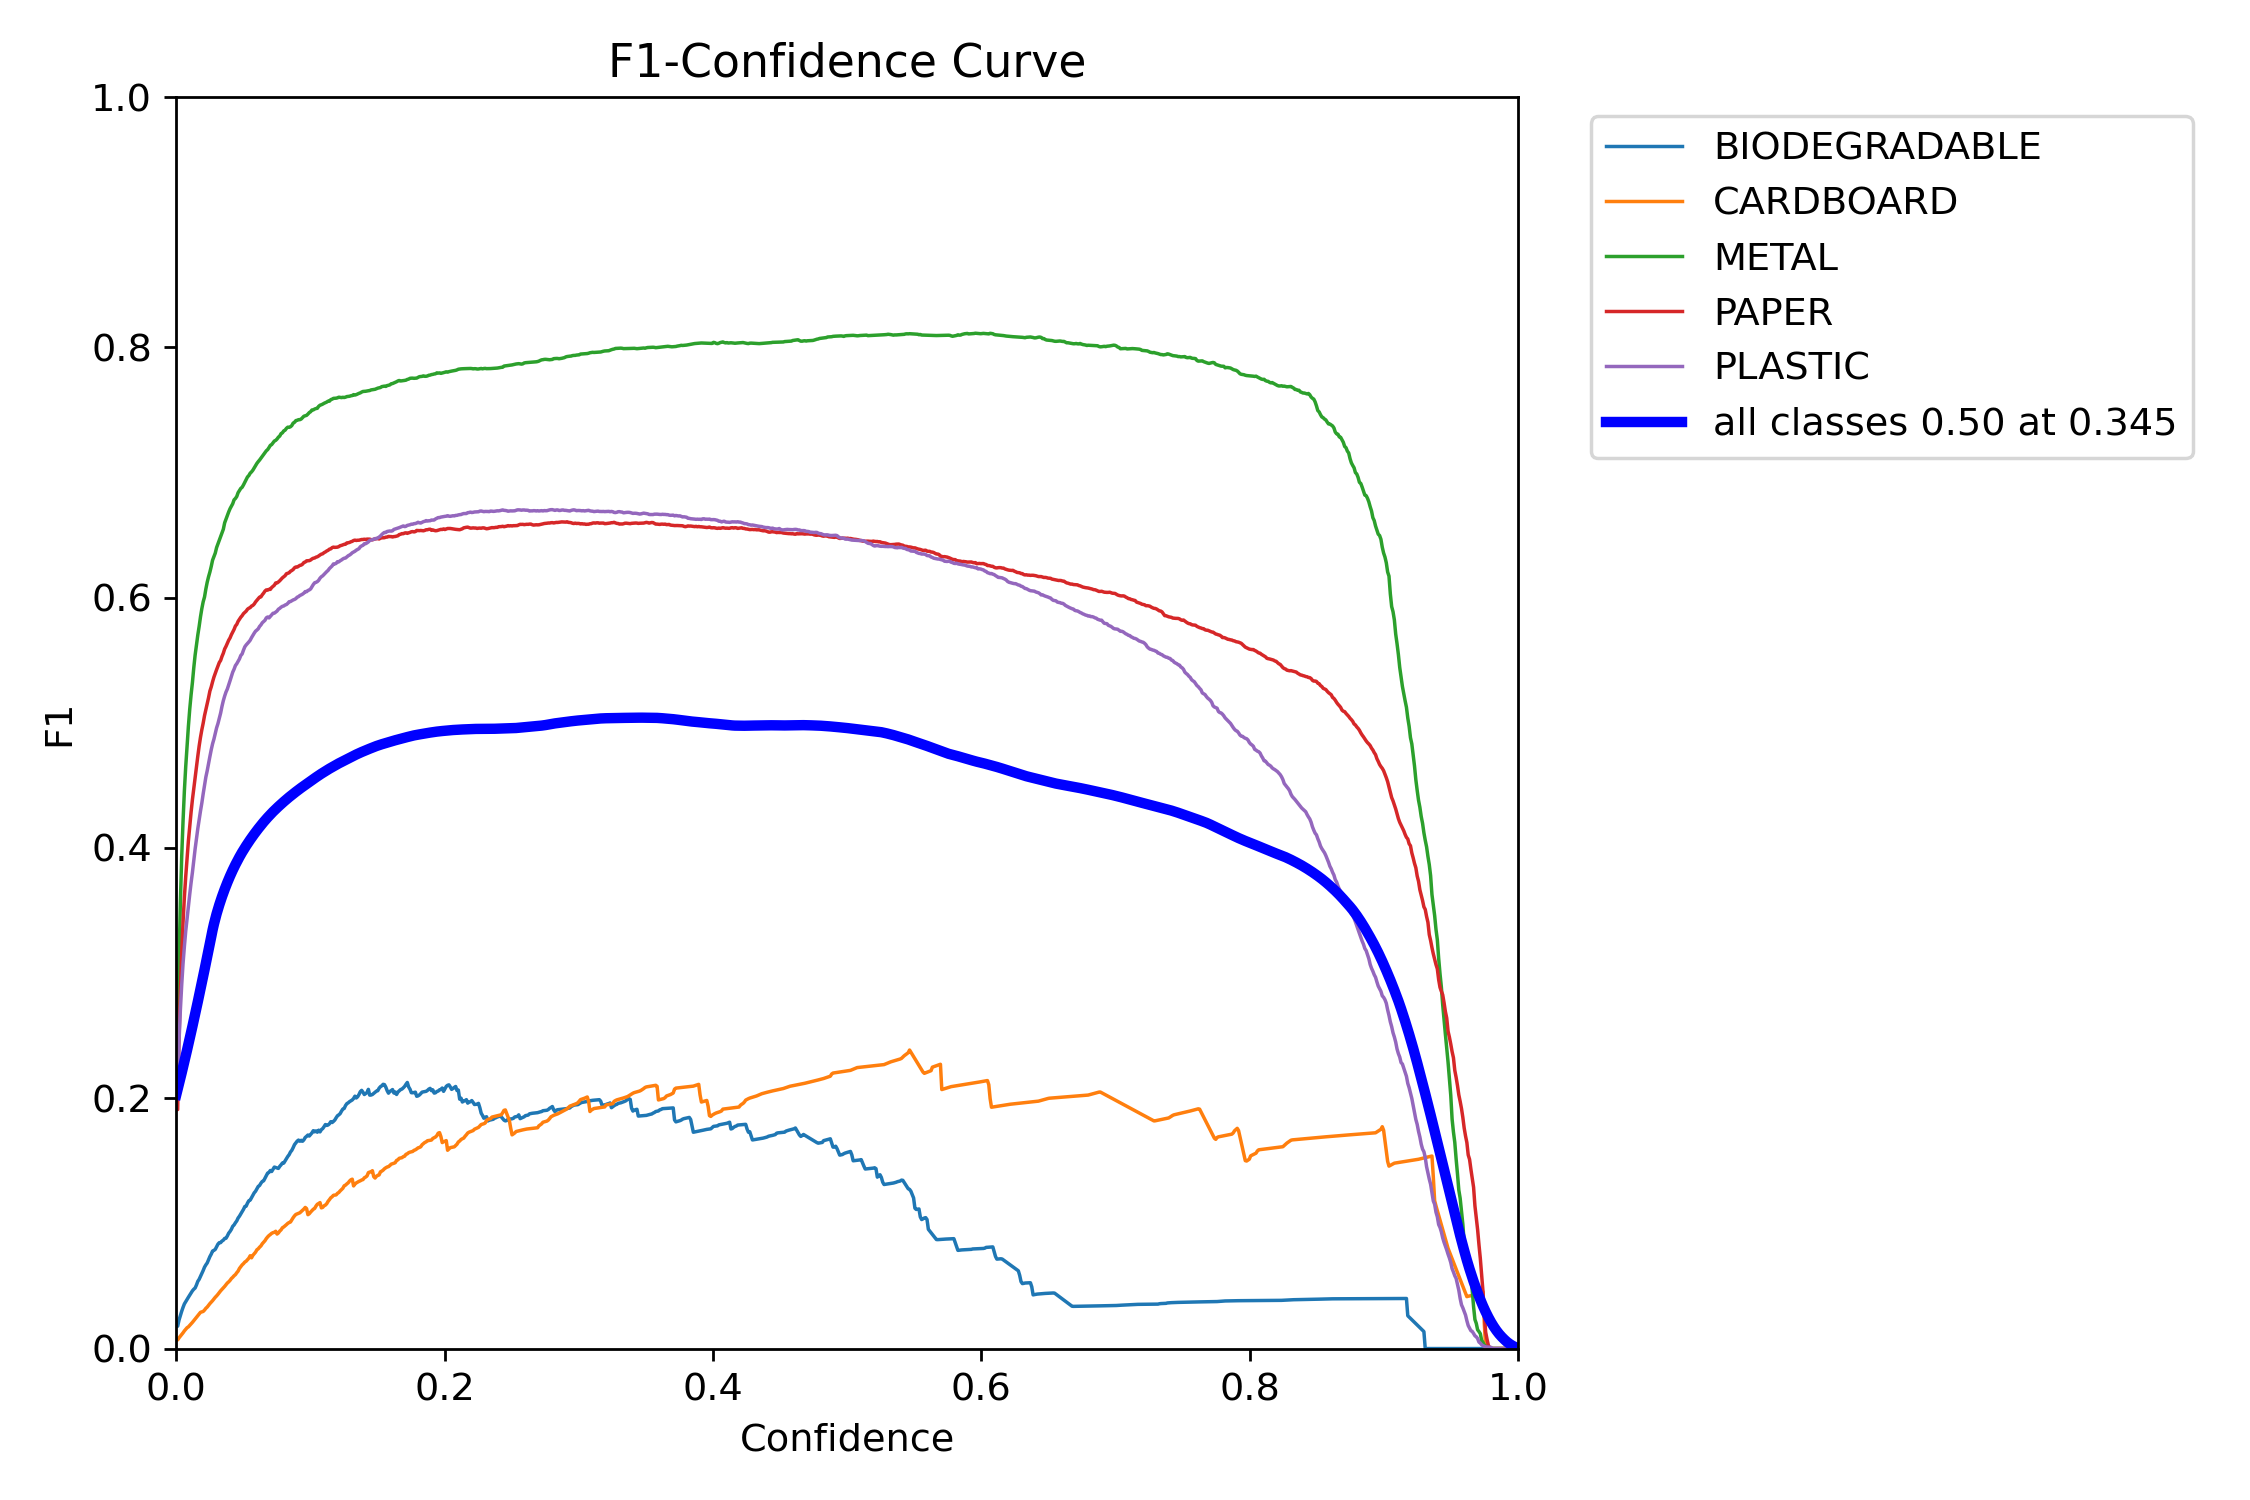 F1-Confidence Curve
1.0
0.8
0.6
0.4
0.2
0.0
F1
0.0 0.2 0.4 0.6 0.8 1.0
Confidence
BIODEGRADABLE
CARDBOARD
METAL
PAPER
PLASTIC
all classes 0.50 at 0.345